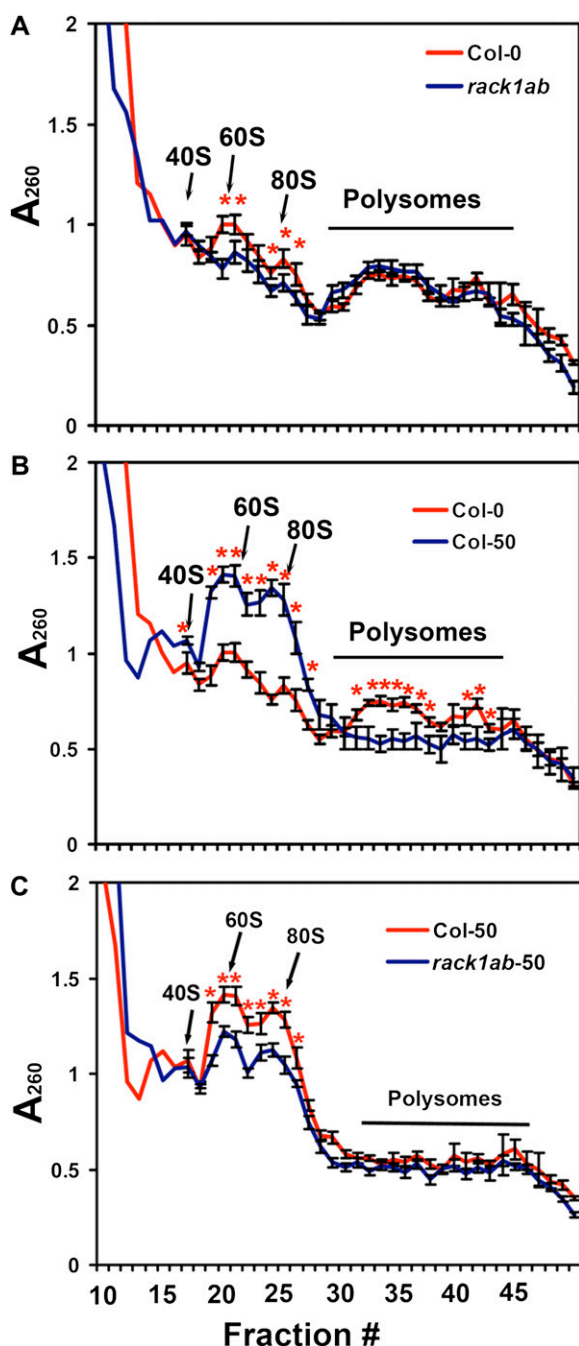 A
2
1.5
1
0.5
0
A260
Col-0
rack1ab
40S
60S
80S
**
*
*
*
Polysomes
B
2
1.5
1
0.5
0
A260
Col-0
Col-50
40S
60S
80S
*
*
**
**
*
*
*
*
Polysomes
*
***
*
*
*
*
*
*
C
2
1.5
1
0.5
0
A260
Col-50
rack1ab-50
40S
60S
80S
*
**
**
*
*
*
Polysomes
10 15 20 25 30 35 40 45
Fraction #